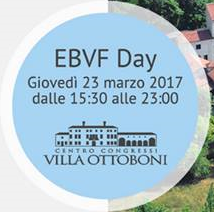 EBVF Day
Giovedì 23 marzo 2017
dalle 15:30 alle 23:00
CENTRO CONGRESSI
VILLA OTTOBONI